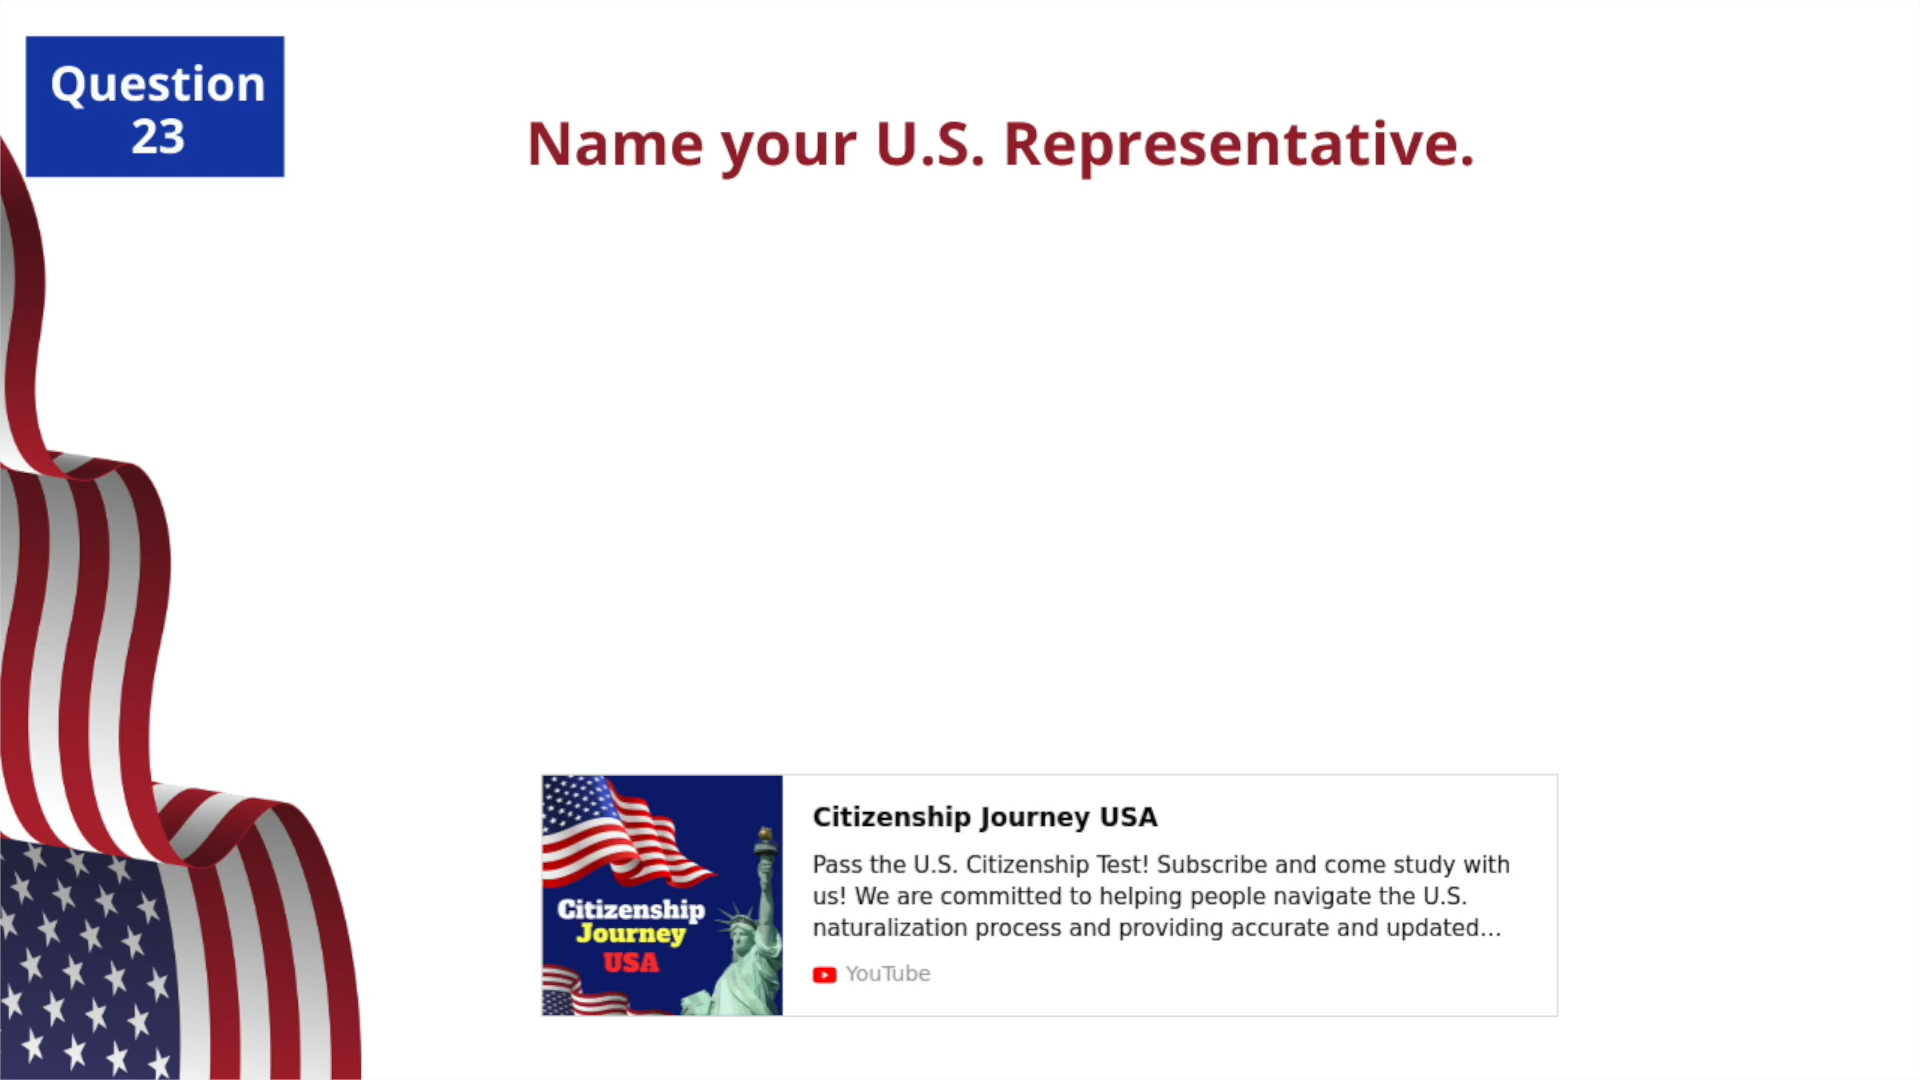 Question
23
Name your U.S. Representative.
Citizenship
Journey
USA
Citizenship Journey USA
Pass the U.S. Citizenship Test! Subscribe and come study with
us! We are committed to helping people navigate the U.S.
naturalization process and providing accurate and updated...
YouTube